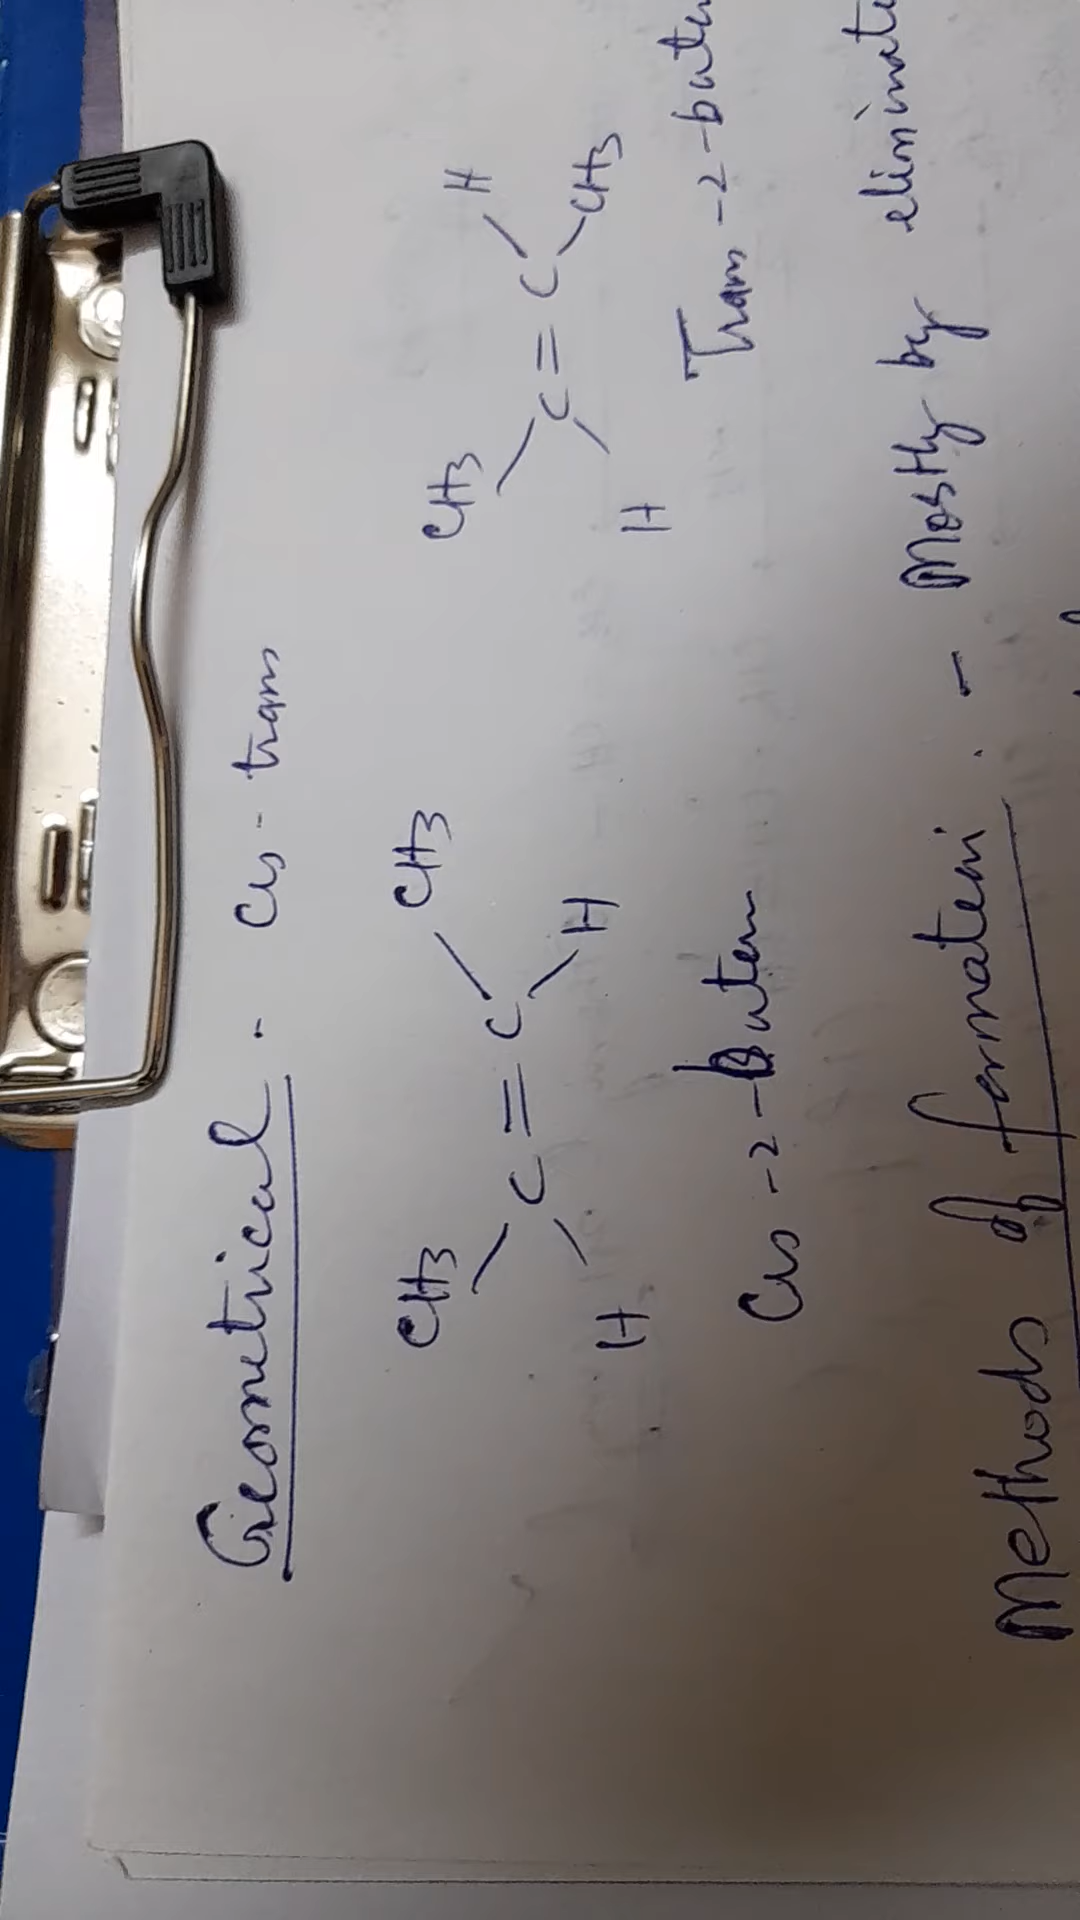 Geometrical - Cis-trans
CH3 CH3 CH3 H
C=C C=C
H H H CH3
Cis-2-Buten Trans-2-buten
Methods of formation. - Mostly by eliminati